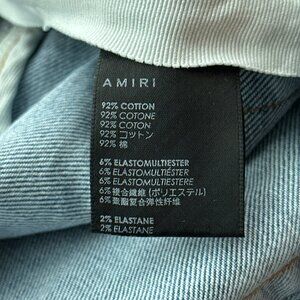 AMIRI
92% COTTON
92% COTONE
92% COTON
92% コットン
92% 棉
6% ELASTOMULTIESTER
6% ELASTOMULTIÉSTER
6% ELASTOMULTIESTERE
6% 複合繊維 (ポリエステル)
6% 聚酯复合弹性纤维
2% ELASTANE
2% ELASTANE